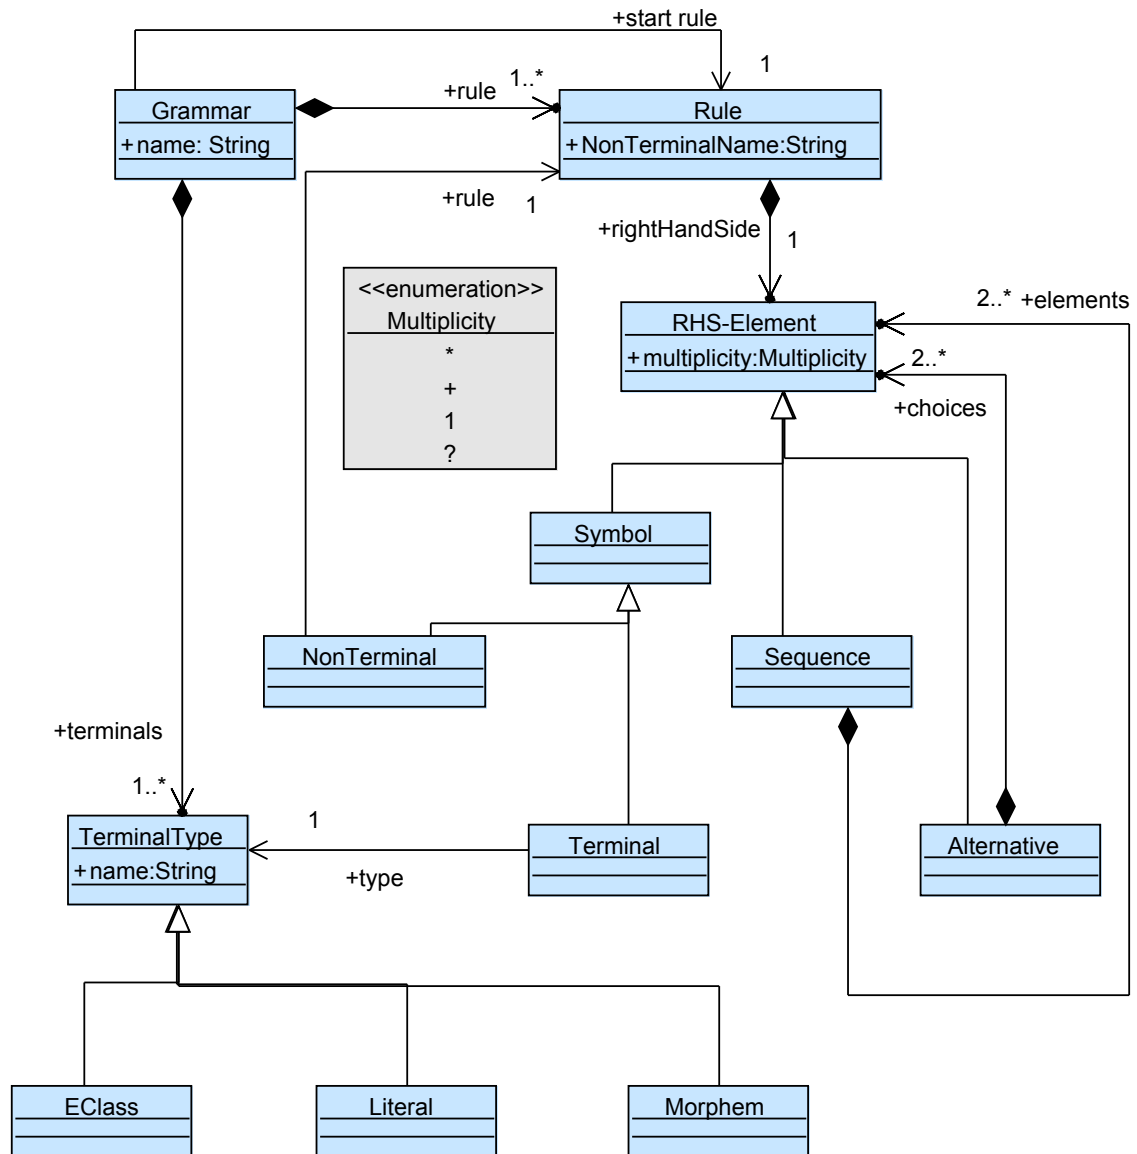 +start rule
1
1..*
+rule
Grammar
+ name: String
Rule
+ NonTerminalName:String
+rule
1
+rightHandSide
1
<<enumeration>>
Multiplicity
*
+
1
?
2..* +elements
RHS-Element
+ multiplicity:Multiplicity
2..*
+choices
Symbol
NonTerminal
Sequence
+terminals
1..*
1
TerminalType
+ name:String
+type
Terminal
Alternative
EClass
Literal
Morphem